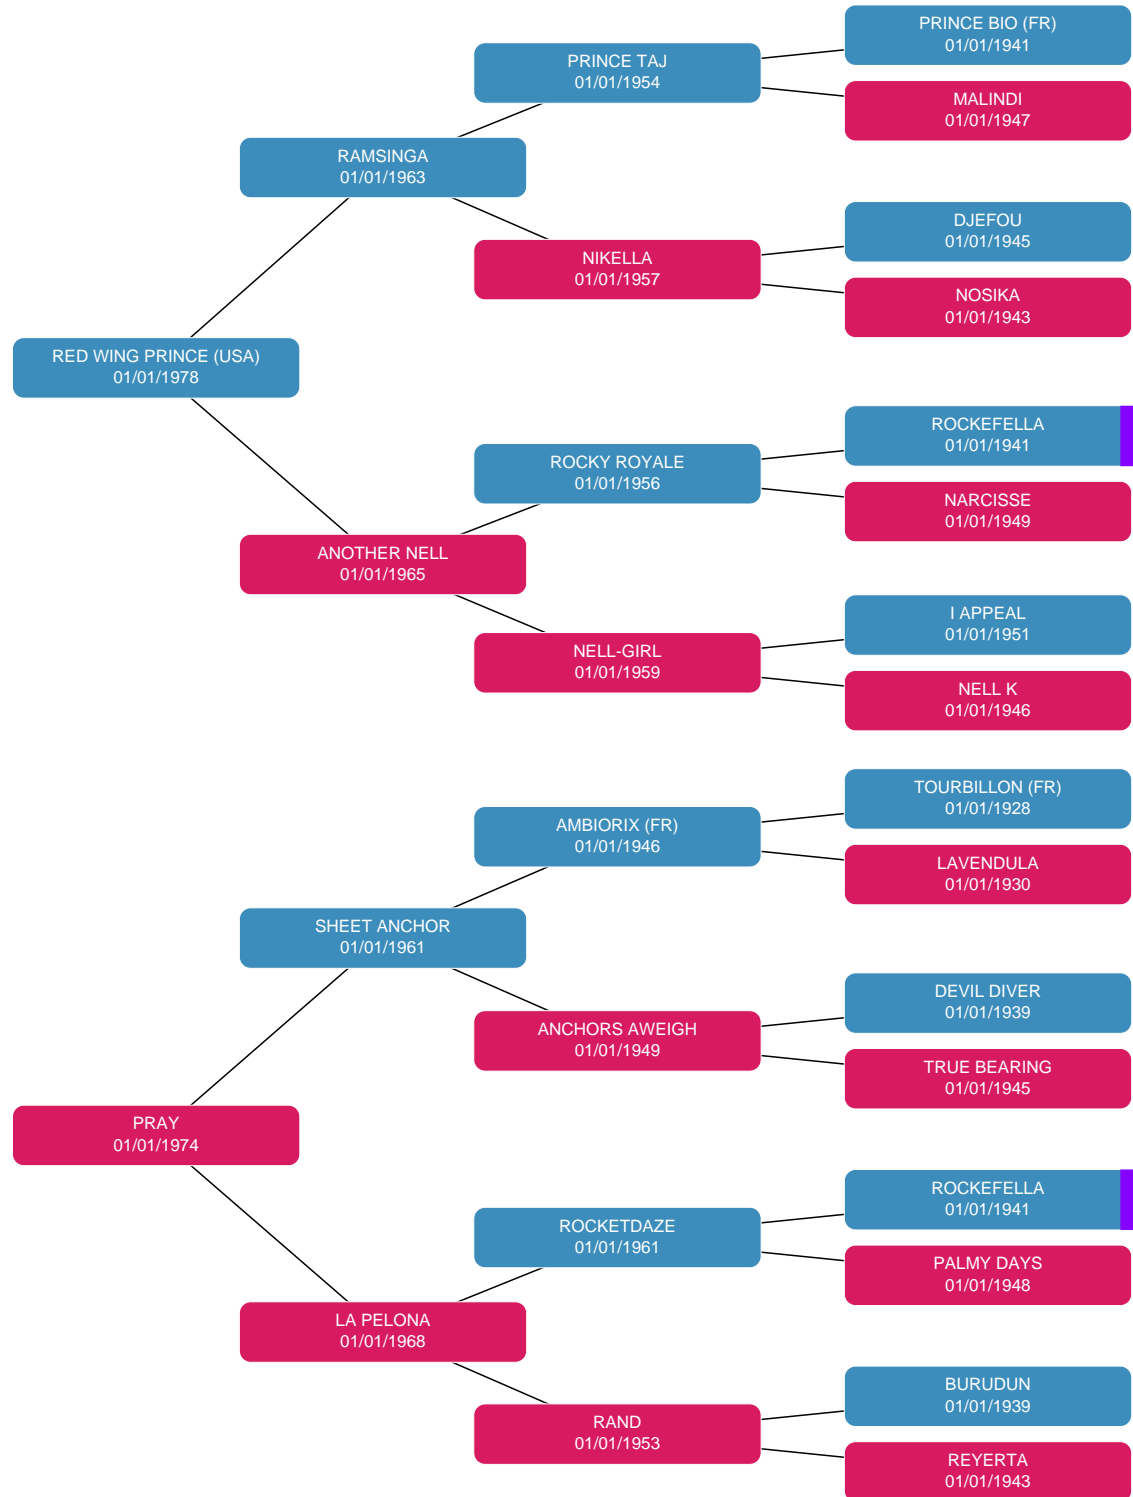 PRINCE BIO (FR)
01/01/1941
PRINCE TAJ
01/01/1954
MALINDI
01/01/1947
RAMSINGA
01/01/1963
DJEFOU
01/01/1945
NIKELLA
01/01/1957
NOSIKA
01/01/1943
RED WING PRINCE (USA)
01/01/1978
ROCKEFELLA
01/01/1941
ROCKY ROYALE
01/01/1956
NARCISSE
01/01/1949
ANOTHER NELL
01/01/1965
I APPEAL
01/01/1951
NELL-GIRL
01/01/1959
NELL K
01/01/1946
TOURBILLON (FR)
01/01/1928
AMBIORIX (FR)
01/01/1946
LAVENDULA
01/01/1930
SHEET ANCHOR
01/01/1961
DEVIL DIVER
01/01/1939
ANCHORS AWEIGH
01/01/1949
TRUE BEARING
01/01/1945
PRAY
01/01/1974
ROCKEFELLA
01/01/1941
ROCKETDAZE
01/01/1961
PALMY DAYS
01/01/1948
LA PELONA
01/01/1968
BURUDUN
01/01/1939
RAND
01/01/1953
REYERTA
01/01/1943